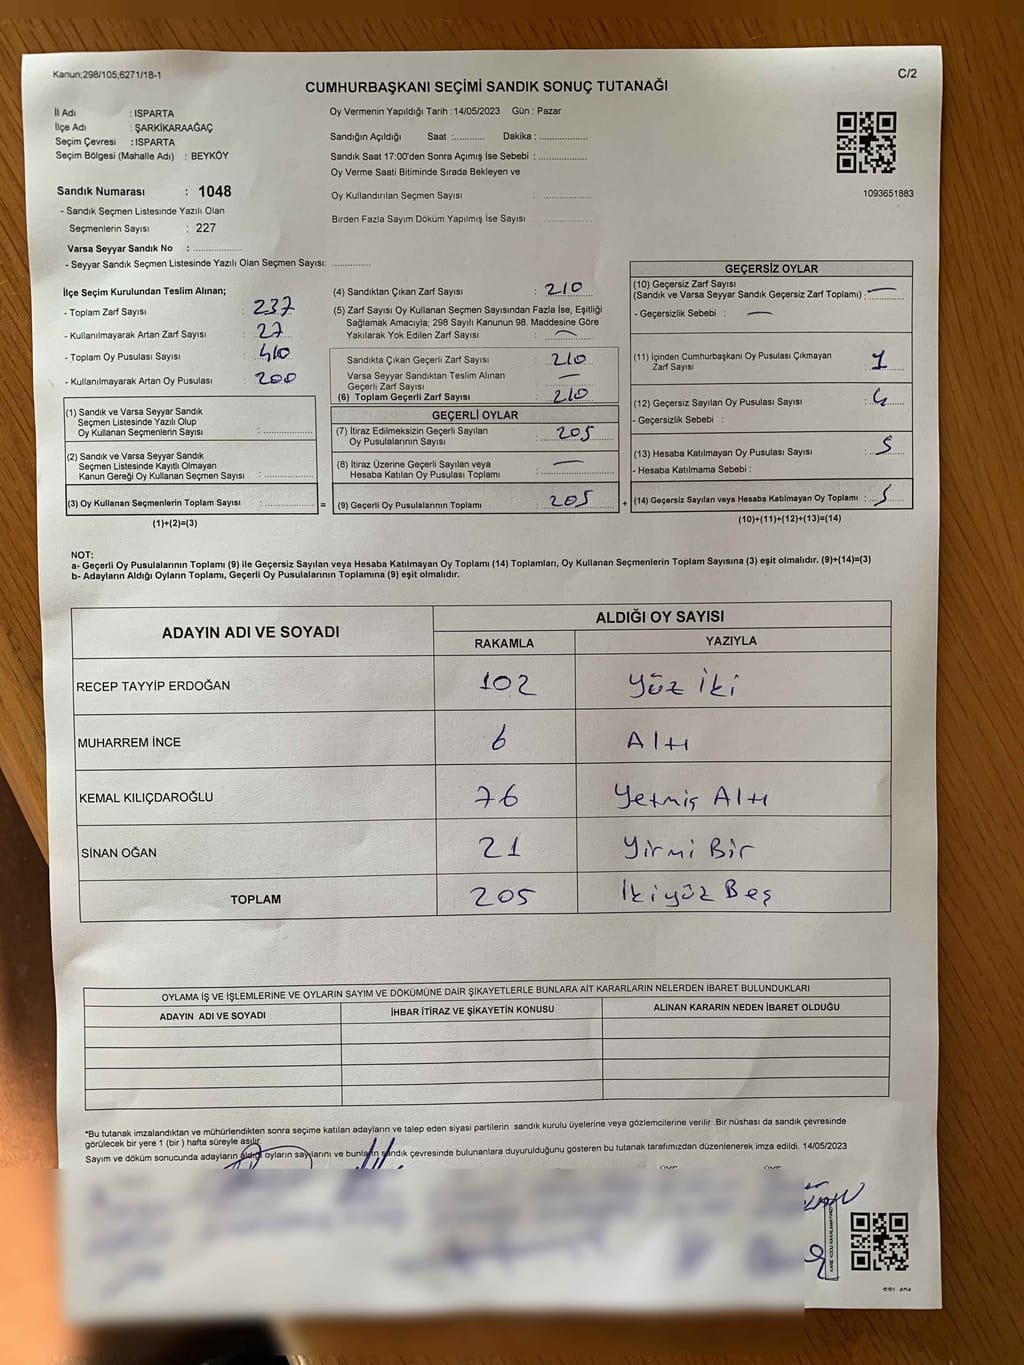 Kanun;298/105;6271/18-1
C/2
CUMHURBAŞKANI SEÇİMİ SANDIK SONUÇ TUTANAĞI
İl Adı : ISPARTA
İlçe Adı : ŞARKİKARAAĞAÇ
Seçim Çevresi : ISPARTA
Seçim Bölgesi (Mahalle Adı) : BEYKÖY
Oy Vermenin Yapıldığı Tarih :14/05/2023 Gün : Pazar
Sandığın Açıldığı Saat :........... Dakika : ..................
Sandık Saat 17:00'den Sonra Açımış İse Sebebi : ..................
Oy Verme Saati Bitiminde Sırada Bekleyen ve
Oy Kullandırılan Seçmen Sayısı : ..................
Birden Fazla Sayım Döküm Yapılmış İse Sayısı ..................
1093651883
Sandık Numarası : 1048
- Sandık Seçmen Listesinde Yazılı Olan
Seçmenlerin Sayısı : 227
Varsa Seyyar Sandık No : ..................
- Seyyar Sandık Seçmen Listesinde Yazılı Olan Seçmen Sayısı: ..............
İlçe Seçim Kurulundan Teslim Alınan;
- Toplam Zarf Sayısı : 237
- Kullanılmayarak Artan Zarf Sayısı : 27
- Toplam Oy Pusulası Sayısı : 410
- Kullanılmayarak Artan Oy Pusulası : 200
(1) Sandık ve Varsa Seyyar Sandık
Seçmen Listesinde Yazılı Olup
Oy Kullanan Seçmenlerin Sayısı : ..................
(2) Sandık ve Varsa Seyyar Sandık
Seçmen Listesinde Kayıtlı Olmayan
Kanun Gereği Oy Kullanan Seçmen Sayısı : ..................
(3) Oy Kullanan Seçmenlerin Toplam Sayısı : ..................
(1)+(2)=(3)
=
(4) Sandıktan Çıkan Zarf Sayısı : 210
(5) Zarf Sayısı Oy Kullanan Seçmen Sayısından Fazla İse, Eşitliği
Sağlamak Amacıyla; 298 Sayılı Kanunun 98. Maddesine Göre
Yakılarak Yok Edilen Zarf Sayısı : —
Sandıkta Çıkan Geçerli Zarf Sayısı : 210
Varsa Seyyar Sandıktan Teslim Alınan
Geçerli Zarf Sayısı : —
(6) Toplam Geçerli Zarf Sayısı : 210
GEÇERLİ OYLAR
(7) İtiraz Edilmeksizin Geçerli Sayılan
Oy Pusulalarının Sayısı : 205
(8) İtiraz Üzerine Geçerli Sayılan veya
Hesaba Katılan Oy Pusulası Toplamı : —
(9) Geçerli Oy Pusulalarının Toplamı : 205
+
GEÇERSİZ OYLAR
(10) Geçersiz Zarf Sayısı
(Sandık ve Varsa Seyyar Sandık Geçersiz Zarf Toplamı) : —
- Geçersizlik Sebebi : —
(11) İçinden Cumhurbaşkanı Oy Pusulası Çıkmayan
Zarf Sayısı : 1
(12) Geçersiz Sayılan Oy Pusulası Sayısı : 4
- Geçersizlik Sebebi :
(13) Hesaba Katılmayan Oy Pusulası Sayısı : 5
- Hesaba Katılmama Sebebi :
(14) Geçersiz Sayılan veya Hesaba Katılmayan Oy Toplamı : 5
(10)+(11)+(12)+(13)=(14)
NOT:
a- Geçerli Oy Pusulalarının Toplamı (9) ile Geçersiz Sayılan veya Hesaba Katılmayan Oy Toplamı (14) Toplamları, Oy Kullanan Seçmenlerin Toplam Sayısına (3) eşit olmalıdır. (9)+(14)=(3)
b- Adayların Aldığı Oyların Toplamı, Geçerli Oy Pusulalarının Toplamına (9) eşit olmalıdır.
ADAYIN ADI VE SOYADI
ALDIĞI OY SAYISI
RAKAMLA YAZIYLA
RECEP TAYYİP ERDOĞAN 102 Yüz İki
MUHARREM İNCE 6 Altı
KEMAL KILIÇDAROĞLU 76 Yetmiş Altı
SİNAN OĞAN 21 Yirmi Bir
TOPLAM 205 İkiyüz Beş
OYLAMA İŞ VE İŞLEMLERİNE VE OYLARIN SAYIM VE DÖKÜMÜNE DAİR ŞİKAYETLERLE BUNLARA AİT KARARLARIN NELERDEN İBARET BULUNDUKLARI
ADAYIN ADI VE SOYADI İHBAR İTİRAZ VE ŞİKAYETİN KONUSU ALINAN KARARIN NEDEN İBARET OLDUĞU
*Bu tutanak imzalandıktan ve mühürlendikten sonra seçime katılan adayların ve talep eden siyasi partilerin sandık kurulu üyelerine veya gözlemcilerine verilir .Bir nüshası da sandık çevresinde
görülecek bir yere 1 (bir ) hafta süreyle asılır.
Sayım ve döküm sonucunda adayların aldığı oyların sayılarını ve bunların sandık çevresinde bulunanlara duyurulduğunu gösteren bu tutanak tarafımızdan düzenlenerek imza edildi. 14/05/2023